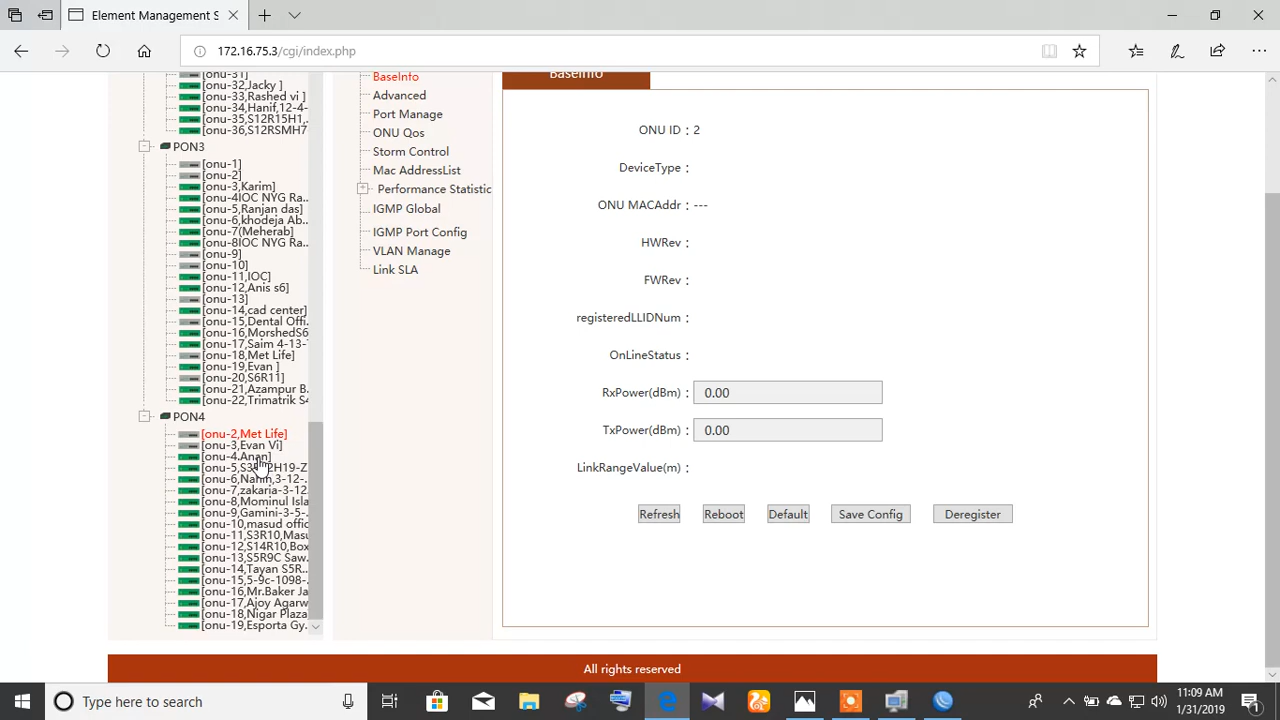 Element S
172.16.75.3/cgi/index.php
[onu-31]
[onu-32,Jacky ]
[onu-33,Rashed vi ]
[onu-34,Hanif,12-4-
[onu-35,S12R15H1,
[onu-36,S12RSMH7
PON3
[onu-1]
[onu-2]
[onu-3,Karim]
[onu-4IOC NYG Ra..
[onu-5,Ranjan das]
[onu-6,khodeja Ab..
[onu-7(Meherab]
[onu-8IOC NYG Ra..
[onu-9]
[onu-10]
[onu-11,IOC]
[onu-12,Anis s6]
[onu-13]
[onu-14,cad center]
[onu-15,Dental Offi..
[onu-16,MorshedS6
[onu-17,Saim 4-13-
[onu-18,Met Life]
[onu-19,Evan ]
[onu-20,S6R11]
[onu-21,Azampur B..
[onu-22,Trimatrik S4
PON4
[onu-2,Met Life]
[onu-3,Evan Vi]
[onu-4,Anan]
[onu-6,Nahi 3-12-
[onu-7,zakaria-3-12
[onu-8,Mominul Isla
[onu-9,Gamini-3-5-
[onu-10,masud offic
[onu-11,S3R10,Masu
[onu-12,S14R10,Box
[onu-13,S5R3C Saw..
[onu-14,Tayan S5R..
[onu-15,5-9c-1098-
[onu-16,Mr.Baker Ja
[onu-17,Ajoy Agarw
[onu-18,Nigar Plaza
[onu-19,Esporta Gy.
BaseInfo
Advanced
Port Manage
ONU Qos
Storm Control
Mac AddressList
Performance Statistic
IGMP Global
IGMP Port Config
VLAN Manage
Link SLA
BaseInfo
ONU ID : 2
DeviceType :
ONU MACAddr : ---
HWRev :
FWRev :
registeredLLIDNum :
OnLineStatus :
RxPower(dBm) : 0.00
TxPower(dBm) : 0.00
LinkRangeValue(m) :
Refresh Reboot Default Save Config Deregister
All rights reserved
Type here to search
11:09 AM
1/31/2019